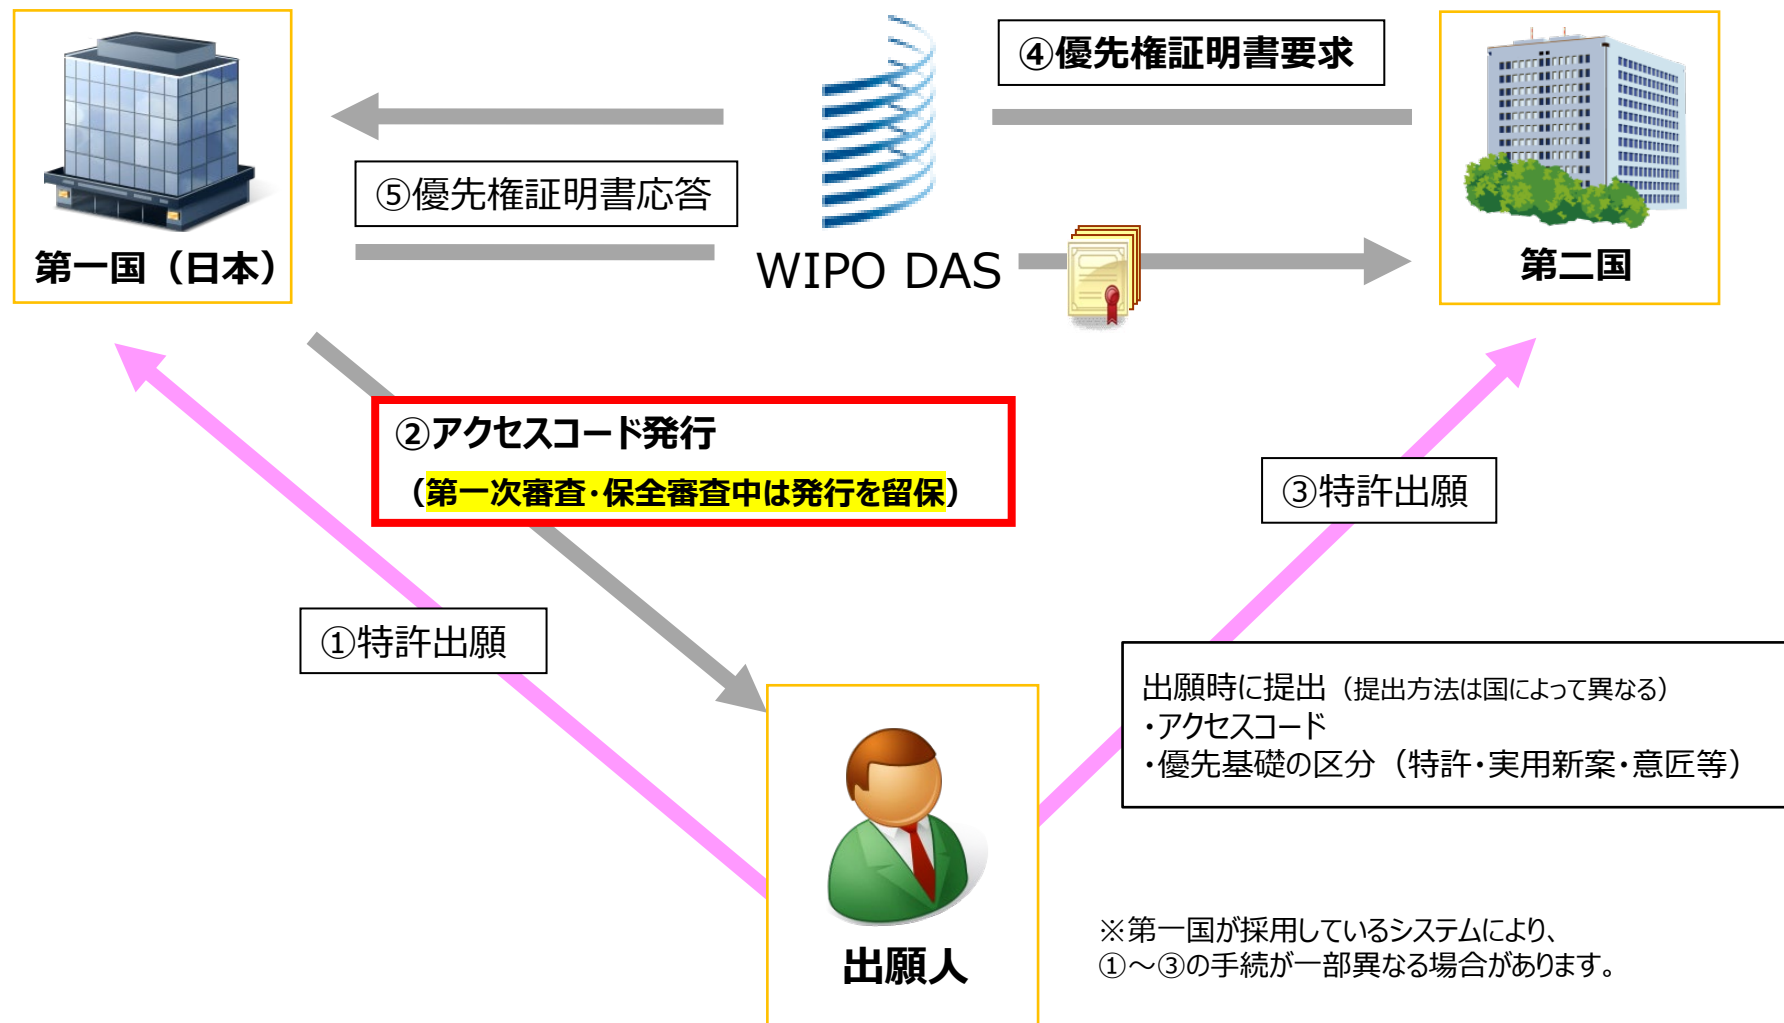 ④優先権証明書要求
⑤優先権証明書応答
第一国（日本）
WIPO DAS
第二国
②アクセスコード発行
（第一次審査・保全審査中は発行を留保）
③特許出願
①特許出願
出願時に提出（提出方法は国によって異なる）
・アクセスコード
・優先基礎の区分（特許・実用新案・意匠等）
出願人
※第一国が採用しているシステムにより、
①～③の手続が一部異なる場合があります。